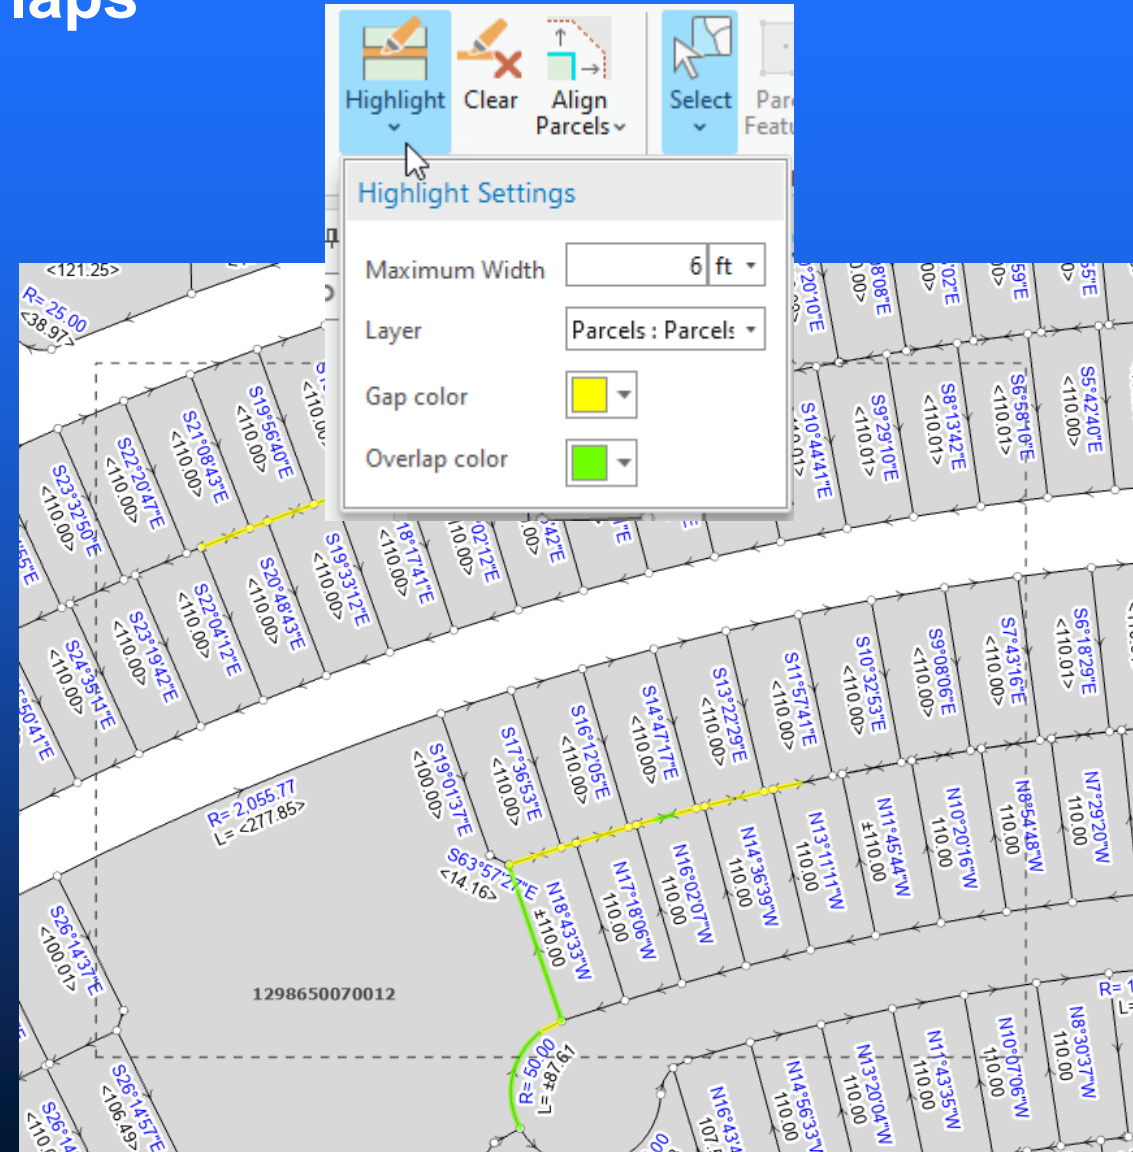 Highlight
Clear
Align
Parcels
Select
Highlight Settings
Maximum Width
6
ft
Layer
Parcels : Parcels
Gap color
Overlap color
<121.25>
R= 25.00
<38.97>
S19°56'40"E
<110.00>
S21°08'43"E
<110.00>
S22°20'47"E
<110.00>
S23°32'50"E
<110.00>
S10°44'41"E
S9°29'10"E
<110.01>
S8°13'42"E
<110.01>
S6°58'10"E
<110.01>
S5°42'40"E
<110.00>
S19°33'12"E
<110.00>
S20°48'43"E
<110.00>
S22°04'12"E
<110.00>
S23°19'42"E
<110.00>
S24°35'11"E
<110.00>
18°17'41"E
<110.00>
R= 2,055.77
L= <277.85>
S19°01'37"E
<100.00>
S17°36'53"E
<110.00>
S16°12'05"E
<110.00>
S14°47'17"E
<110.00>
S13°22'29"E
<110.00>
S11°57'41"E
<110.00>
S10°32'53"E
<110.00>
S9°08'06"E
<110.00>
S7°43'16"E
<110.00>
S6°18'29"E
<110.01>
S63°57'27"E
<14.16>
N18°43'33"W
±110.00
N17°18'06"W
110.00
N16°02'07"W
110.00
N14°36'39"W
110.00
N13°11'11"W
110.00
N11°45'44"W
±110.00
N10°20'16"W
110.00
N8°54'48"W
110.00
N7°29'20"W
110.00
S26°14'37"E
<100.01>
1298650070012
R= 50.00
L= ±87.61
S26°14'57"E
<106.49>
N14°56'33"W
110.00
N13°20'04"W
110.00
N11°43'35"W
110.00
N10°07'06"W
110.00
N8°30'37"W
110.00